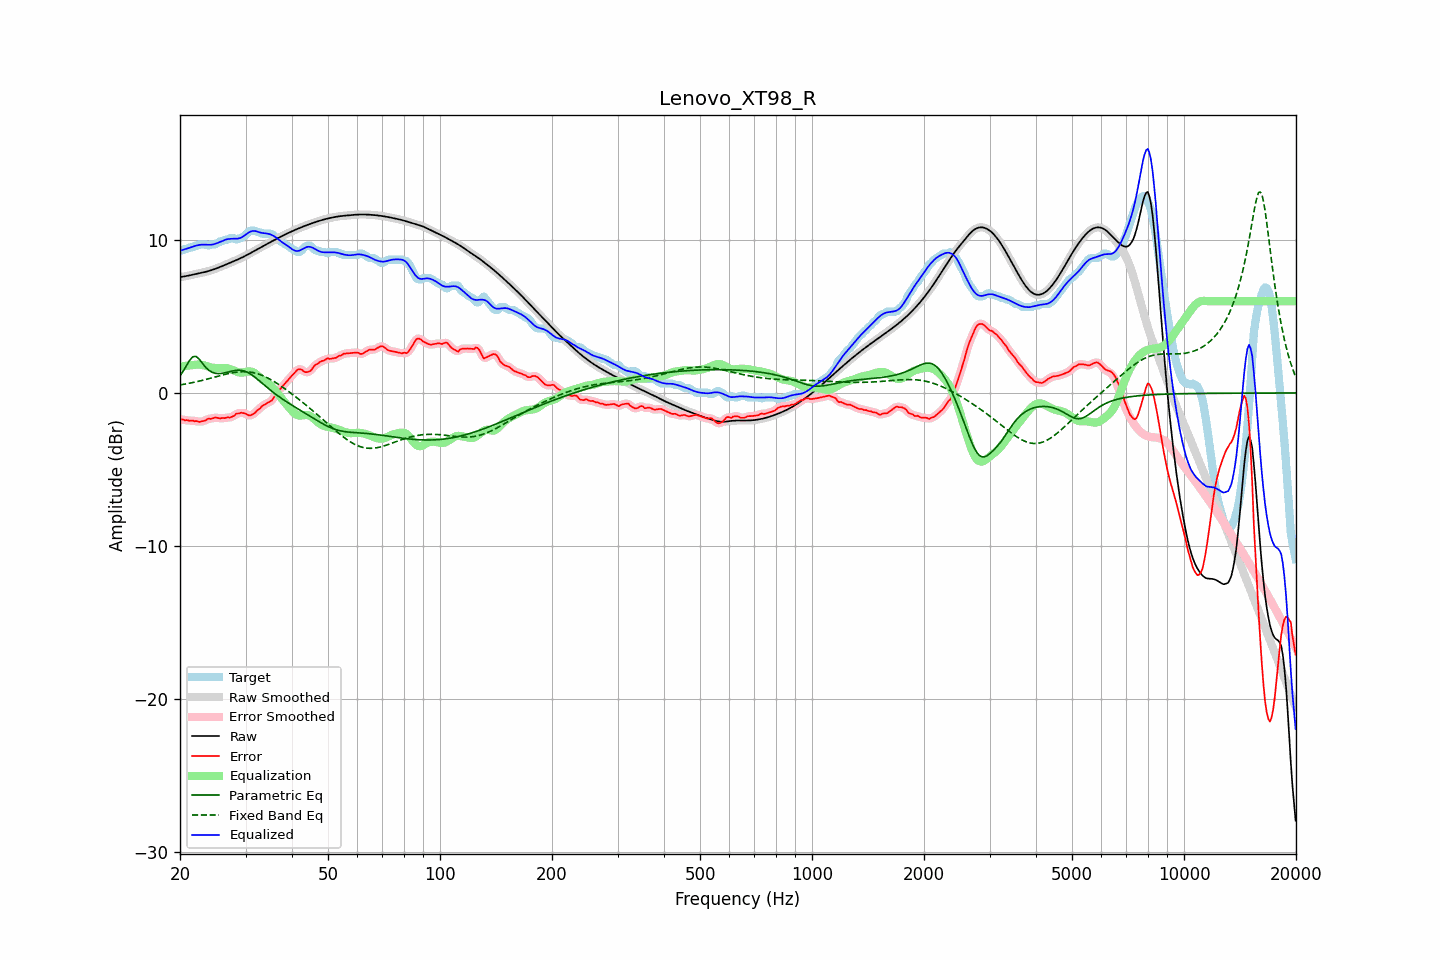 Lenovo_XT98_R
Amplitude (dBr)
10
0
−10
−20
−30
Target
Raw Smoothed
Error Smoothed
Raw
Error
Equalization
Parametric Eq
Fixed Band Eq
Equalized
20 50 100 200 500 1000 2000 5000 10000 20000
Frequency (Hz)